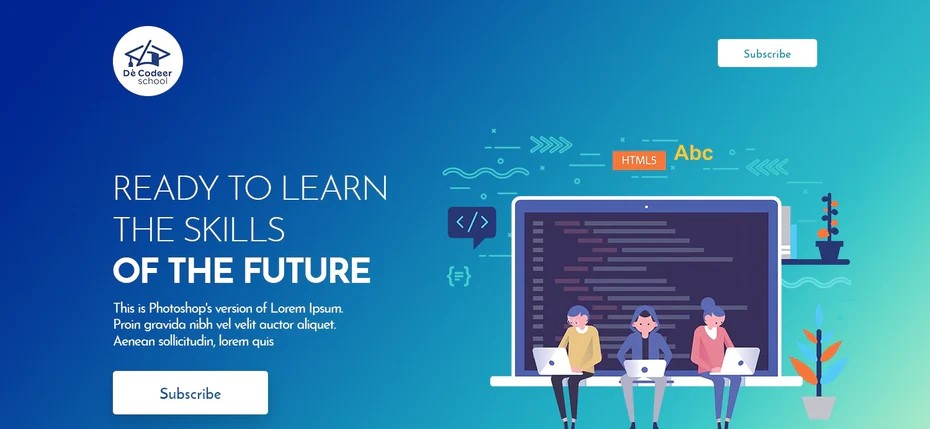 Dè Codeer
school
Subscribe
HTML5
Abc
</>
{=}
READY TO LEARN
THE SKILLS
OF THE FUTURE
This is Photoshop's version of Lorem Ipsum.
Proin gravida nibh vel velit auctor aliquet.
Aenean sollicitudin, lorem quis
Subscribe